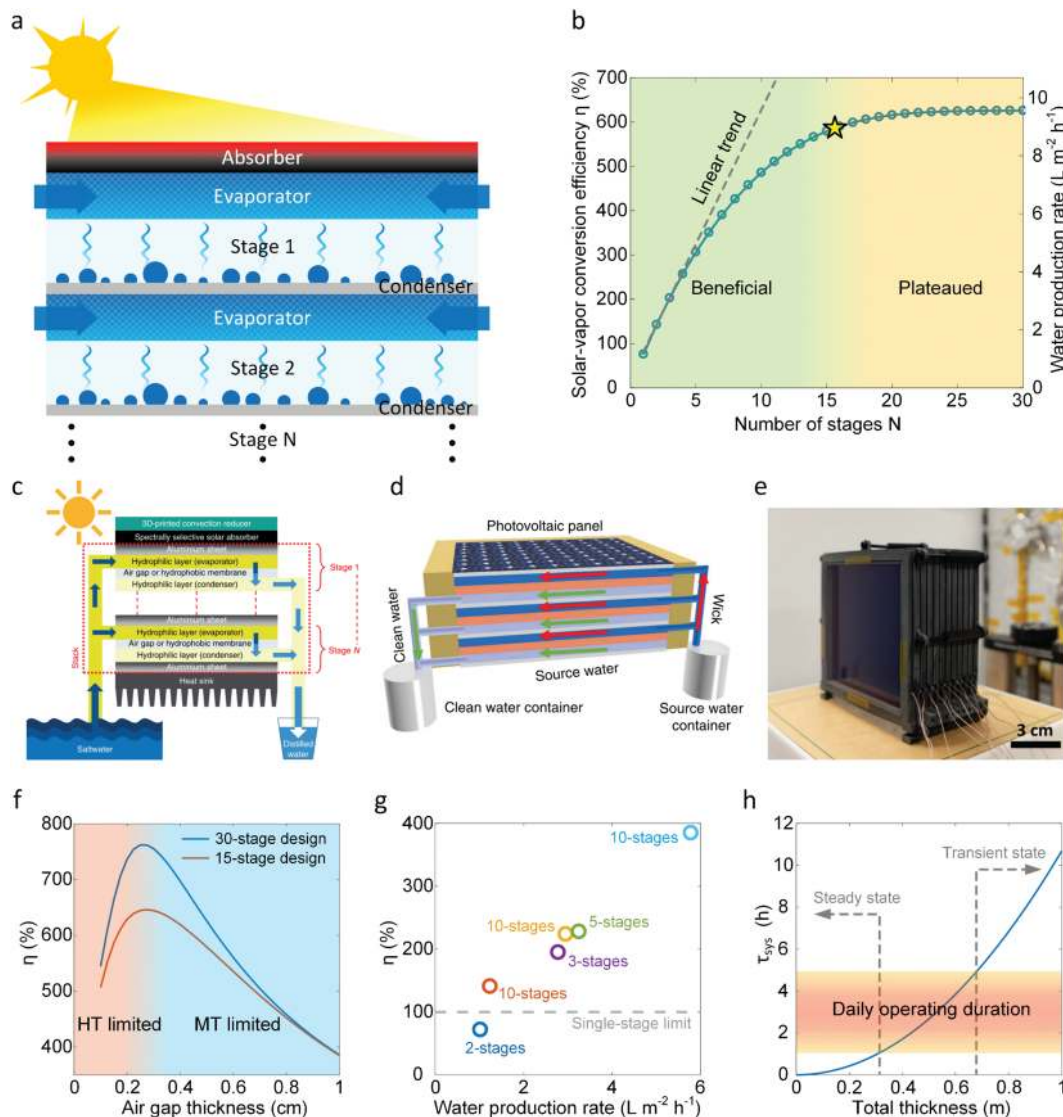 a
Absorber
Evaporator
Stage 1
Condenser
Evaporator
Stage 2
Condenser
Stage N
b
Solar-vapor conversion efficiency η (%)
700
600
500
400
300
200
100
0
Linear trend
Beneficial
Plateaued
10
8
6
4
2
0
Water production rate (L m⁻² h⁻¹)
0 5 10 15 20 25 30
Number of stages N
c
3D-printed convection reducer
Spectrally selective solar absorber
Aluminium sheet
Hydrophilic layer (evaporator)
Air gap or hydrophobic membrane
Hydrophilic layer (condenser)
Stage 1
Aluminium sheet
Hydrophilic layer (evaporator)
Air gap or hydrophobic membrane
Hydrophilic layer (condenser)
Aluminium sheet
Stage N
Stack
Heat sink
Saltwater
Distilled
water
d
Photovoltaic panel
Clean water
Wick
Source water
Clean water container
Source water
container
e
3 cm
f
η (%)
800
700
600
500
400
30-stage design
15-stage design
HT limited
MT limited
0 0.2 0.4 0.6 0.8 1
Air gap thickness (cm)
g
η (%)
400
300
200
100
0
10-stages
10-stages
5-stages
3-stages
10-stages
Single-stage limit
2-stages
0 2 4 6
Water production rate (L m⁻² h⁻¹)
h
τsys (h)
12
10
8
6
4
2
0
Transient state
Steady state
Daily operating duration
0 0.2 0.4 0.6 0.8 1
Total thickness (m)